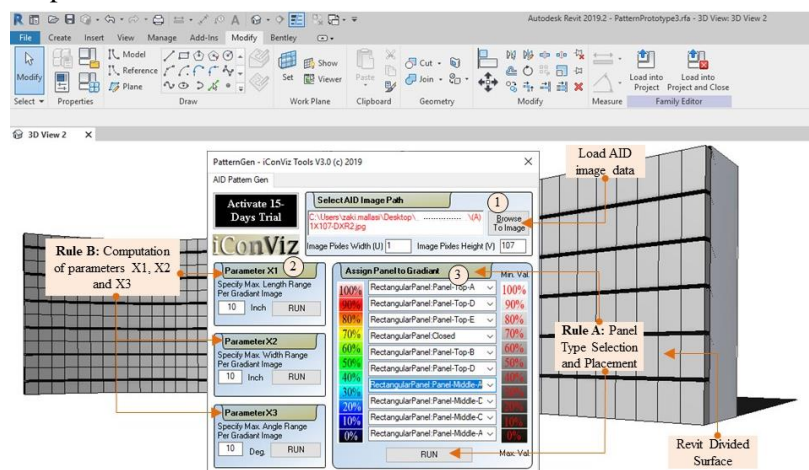 Autodesk Revit 2019.2 - PatternPrototype3.rfa - 3D View: 3D View 2
File Create Insert View Manage Add-Ins Modify Bentley
Modify
Model
Reference
Plane
Set
Show
Viewer
Paste
Cut
Join
Load into Project
Load into Project and Close
Select Properties Draw Work Plane Clipboard Geometry Modify Measure Family Editor
3D View 2 X
PatternGen - iConViz Tools V3.0 (c) 2019
AID Pattern Gen
Activate 15-
Days Trial
iConViz
Select AID Image Path
1
C:\Users\zaki.mallasi\Desktop\. ............... \(A)
1X107-DXR2.jpg
Browse
To Image
Image Pixles Width (U) 1 Image Pixles Height (V) 107
Load AID
image data
Rule B: Computation
of parameters X1, X2
and X3
2
Parameter X1
Specify Max. Length Range
Per Gradient Image
10 Inch RUN
Parameter X2
Specify Max. Width Range
Per Gradient Image
10 Inch RUN
Parameter X3
Specify Max. Angle Range
Per Gradient Image
10 Deg. RUN
Assign Panel to Gradiant
3
Min. Val.
100% RectangularPanel:Panel-Top-A 100%
90% RectangularPanel:Panel-Top-D 90%
80% RectangularPanel:Panel-Top-E 80%
70% RectangularPanel:Closed 70%
60% RectangularPanel:Panel-Top-B 60%
50% RectangularPanel:Panel-Top-D 50%
40% RectangularPanel:Panel-Middle-A
30% RectangularPanel:Panel-Middle-D
20% RectangularPanel:Panel-Middle-C
10% RectangularPanel:Panel-Middle-A 10%
0% 0%
RUN Max. Val.
Rule A: Panel
Type Selection
and Placement
Revit Divided
Surface